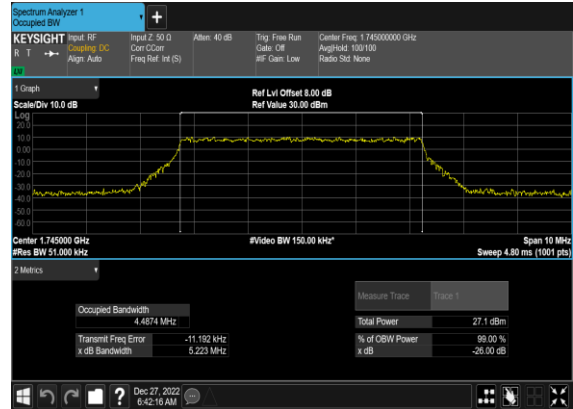 Spectrum Analyzer 1
Occupied BW
+
KEYSIGHT Input: RF Input Z: 50 Ω Atten: 40 dB Trig: Free Run Center Freq: 1.745000000 GHz
R T Coupling: DC Corr CCorr Gate: Off Avg|Hold: 100/100
Align: Auto Freq Ref: Int (S) #IF Gain: Low Radio Std: None
1 Graph Ref Lvl Offset 8.00 dB
Scale/Div 10.0 dB Ref Value 30.00 dBm
Log
20.0
10.0
0.00
-10.0
-20.0
-30.0
-40.0
-50.0
-60.0
Center 1.745000 GHz #Video BW 150.00 kHz* Span 10 MHz
#Res BW 51.000 kHz Sweep 4.80 ms (1001 pts)
2 Metrics
Measure Trace Trace 1
Occupied Bandwidth
4.4874 MHz Total Power 27.1 dBm
Transmit Freq Error -11.192 kHz % of OBW Power 99.00 %
x dB Bandwidth 5.223 MHz x dB -26.00 dB
? Dec 27, 2022
6:42:16 AM